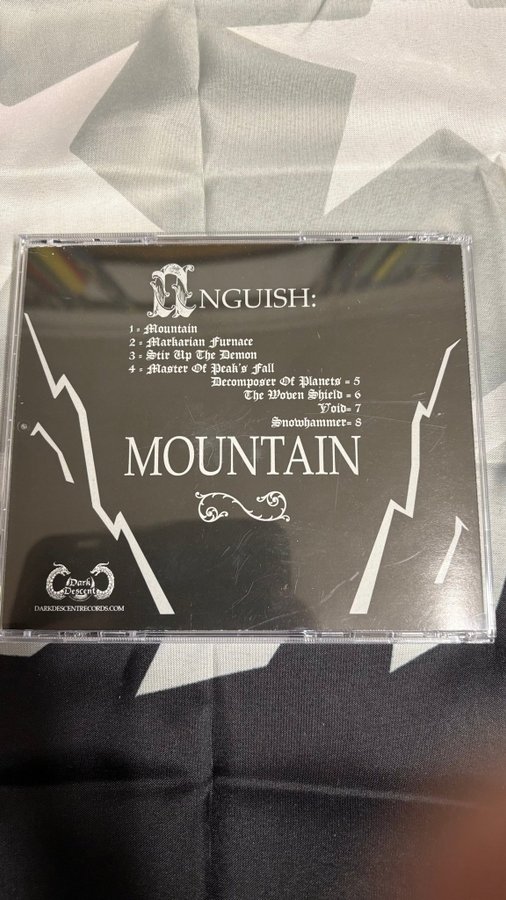 ANGUISH:
1 = Mountain
2 = Markarian Furnace
3 = Stir Up The Demon
4 = Master Of Peak's Fall
Decomposer Of Planets = 5
The Woven Shield = 6
Void= 7
Snowhammer= 8
MOUNTAIN
Dark
Descent
DARKDESCENTRECORDS.COM